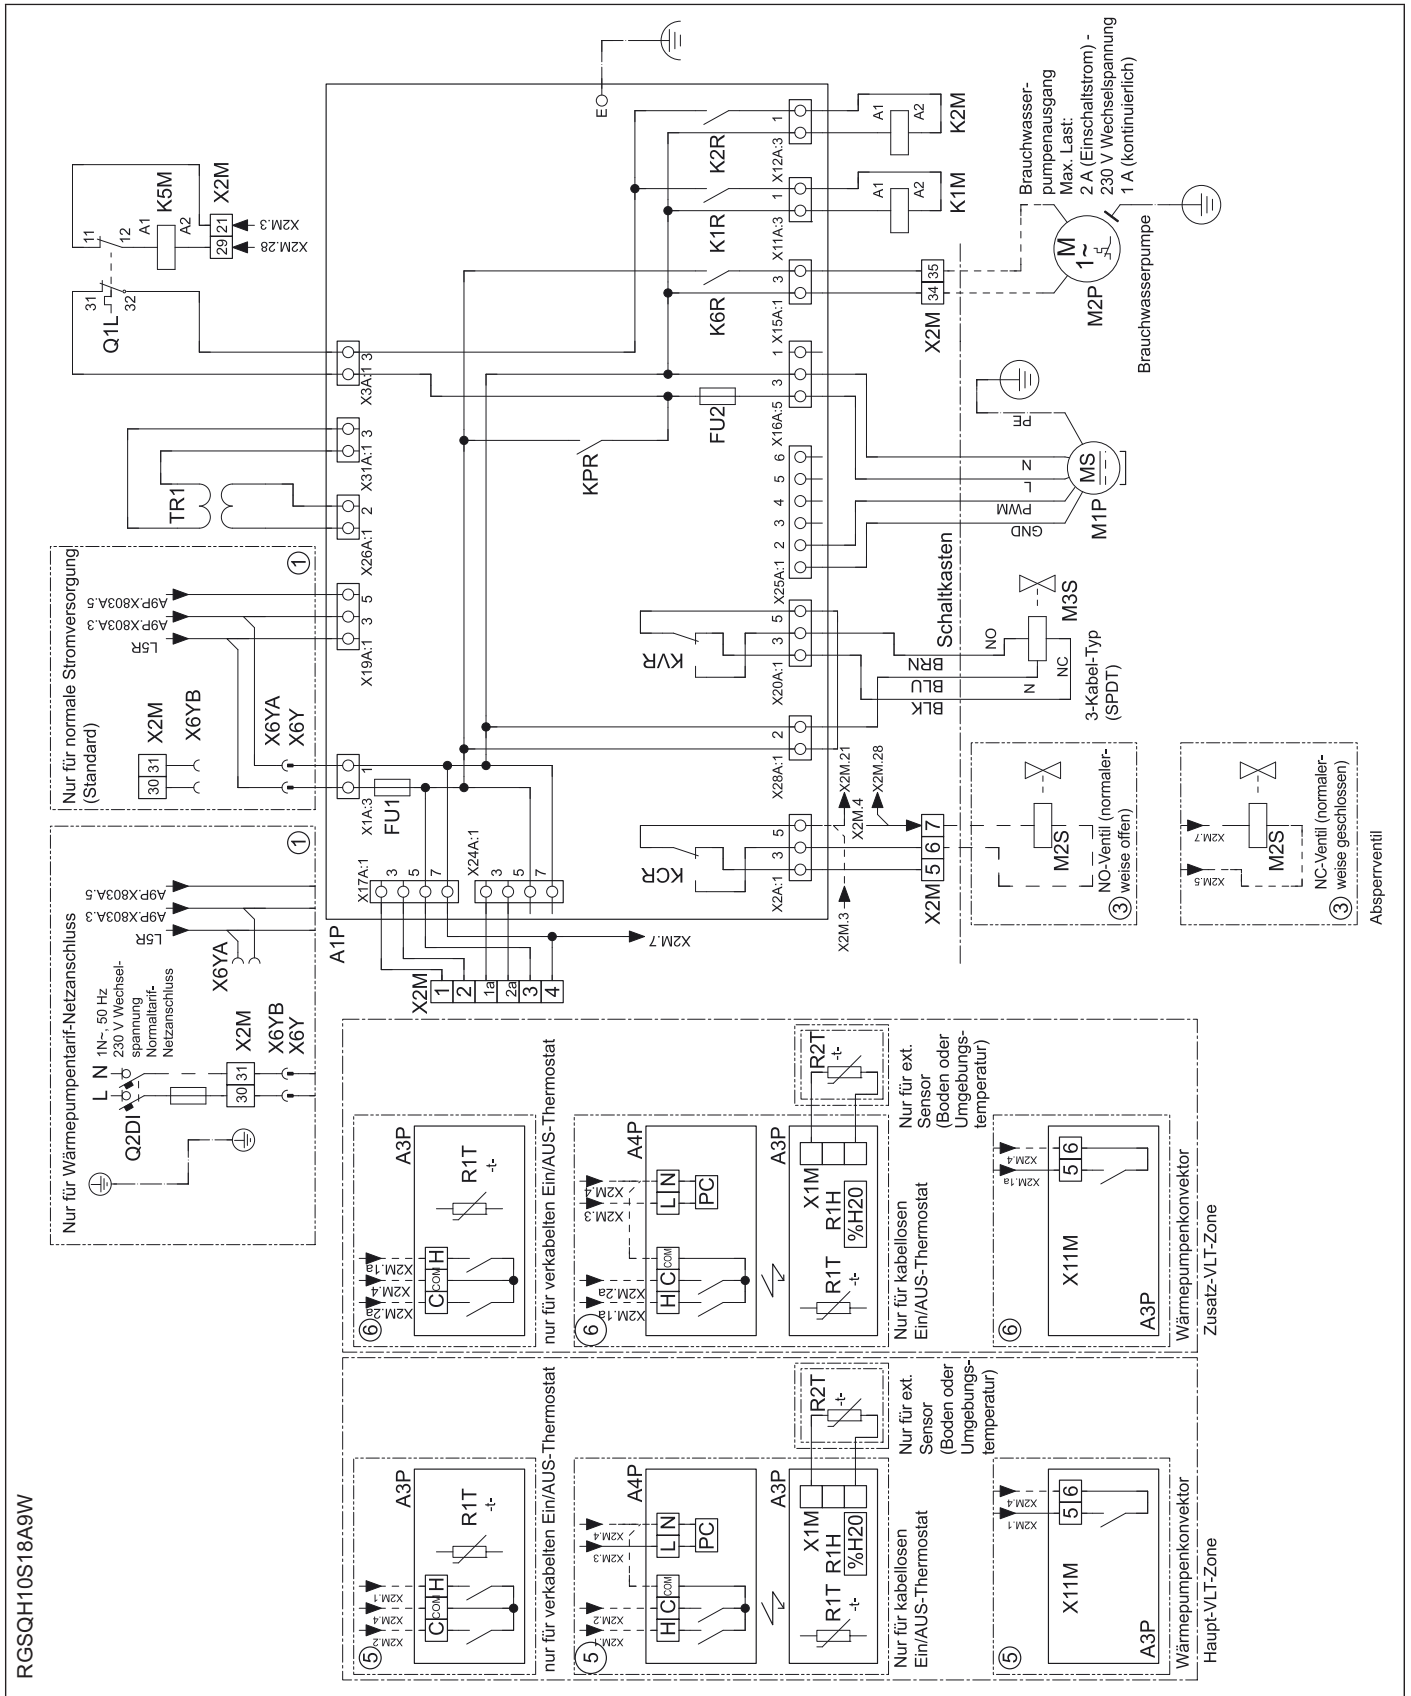 RGSQH10S18A9W
Nur für Wärmepumpentarif-Netzanschluss
1
L N
1N~, 50 Hz
230 V Wechsel-
spannung
Normaltarif-
Netzanschluss
Q2DI
30 31
X2M
X6YB
X6Y
X6YA
L5R
A9P.X803A.3
A9P.X803A.5
Nur für normale Stromversorgung
(Standard)
1
30 31
X2M
X6YB
X6YA
X6Y
L5R
A9P.X803A.3
A9P.X803A.5
TR1
Q1L
31
32
11
12
K5M
A1
A2
X2M
29 21
X2M.28
X2M.3
A1P
X1A:3 1
FU1
X19A:1 3 5
X26A:1 2
X31A:1 3
X3A:1 3
E
X17A:1
3
5
7
X24A:1
3
5
7
X2M
1
2
1a
2a
3
4
X2M.7
KCR
KVR
KPR
FU2
K6R
K1R
K2R
X2A:1 3 5
X28A:1 2
X20A:1 3 5
X25A:1 2 3 4 5 6
X16A:5 3 1
X15A:1 3
X11A:3 1
X12A:3 1
X2M.3
X2M.4
X2M.21
X2M.28
X2M
5 6 7
Schaltkasten
X2M
34 35
A1
A2
K1M
A1
A2
K2M
BLK
BLU
BRN
N
NC
NO
M3S
3-Kabel-Typ
(SPDT)
GND
PWM
L
N
PE
MS
M1P
M
1~
M2P
Brauchwasserpumpe
Brauchwasser-
pumpenausgang
Max. Last:
2 A (Einschaltstrom) -
230 V Wechselspannung
1 A (kontinuierlich)
3
M2S
NO-Ventil (normaler-
weise offen)
3
X2M.5
X2M.7
M2S
NC-Ventil (normaler-
weise geschlossen)
Absperrventil
5
X2M.2
X2M.4
X2M.1
C COM H
R1T
-t-
A3P
nur für verkabelten Ein/AUS-Thermostat
5
X2M.1
X2M.2
X2M.3
X2M.4
H C COM L N
PC
A4P
R1T
-t-
X1M
R1H
%H20
A3P
Nur für kabellosen
Ein/AUS-Thermostat
R2T
-t-
Nur für ext.
Sensor
(Boden oder
Umgebungs-
temperatur)
5
X2M.1
X2M.4
5 6
X11M
A3P
Wärmepumpenkonvektor
Haupt-VLT-Zone
6
X2M.2a
X2M.4
X2M.1a
C COM H
R1T
-t-
A3P
nur für verkabelten Ein/AUS-Thermostat
6
X2M.1a
X2M.2a
X2M.3
X2M.4
H C COM L N
PC
A4P
R1T
-t-
X1M
R1H
%H20
A3P
Nur für kabellosen
Ein/AUS-Thermostat
R2T
-t-
Nur für ext.
Sensor
(Boden oder
Umgebungs-
temperatur)
6
X2M.1a
X2M.4
5 6
X11M
A3P
Wärmepumpenkonvektor
Zusatz-VLT-Zone